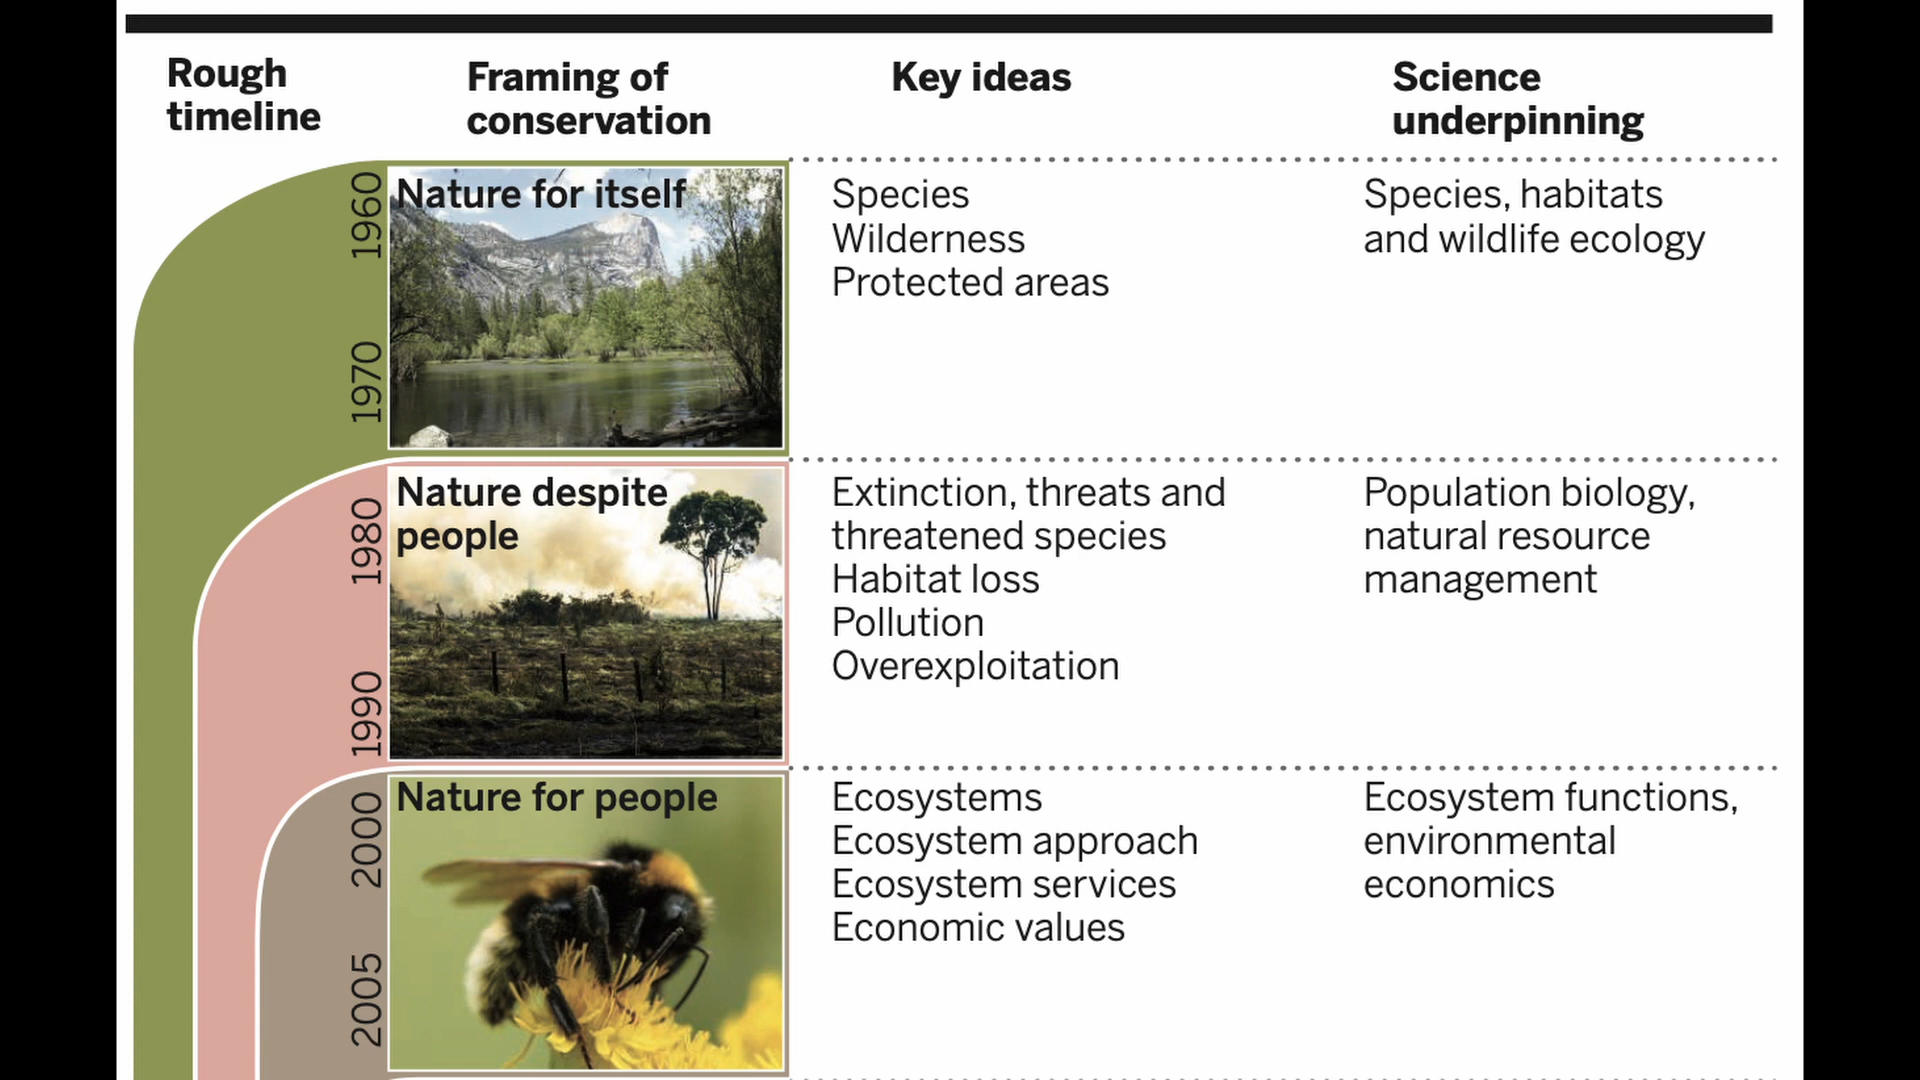 Rough
timeline
Framing of
conservation
Key ideas
Science
underpinning
1960
1970
Nature for itself
Species
Wilderness
Protected areas
Species, habitats
and wildlife ecology
1980
1990
Nature despite
people
Extinction, threats and
threatened species
Habitat loss
Pollution
Overexploitation
Population biology,
natural resource
management
2000
2005
Nature for people
Ecosystems
Ecosystem approach
Ecosystem services
Economic values
Ecosystem functions,
environmental
economics